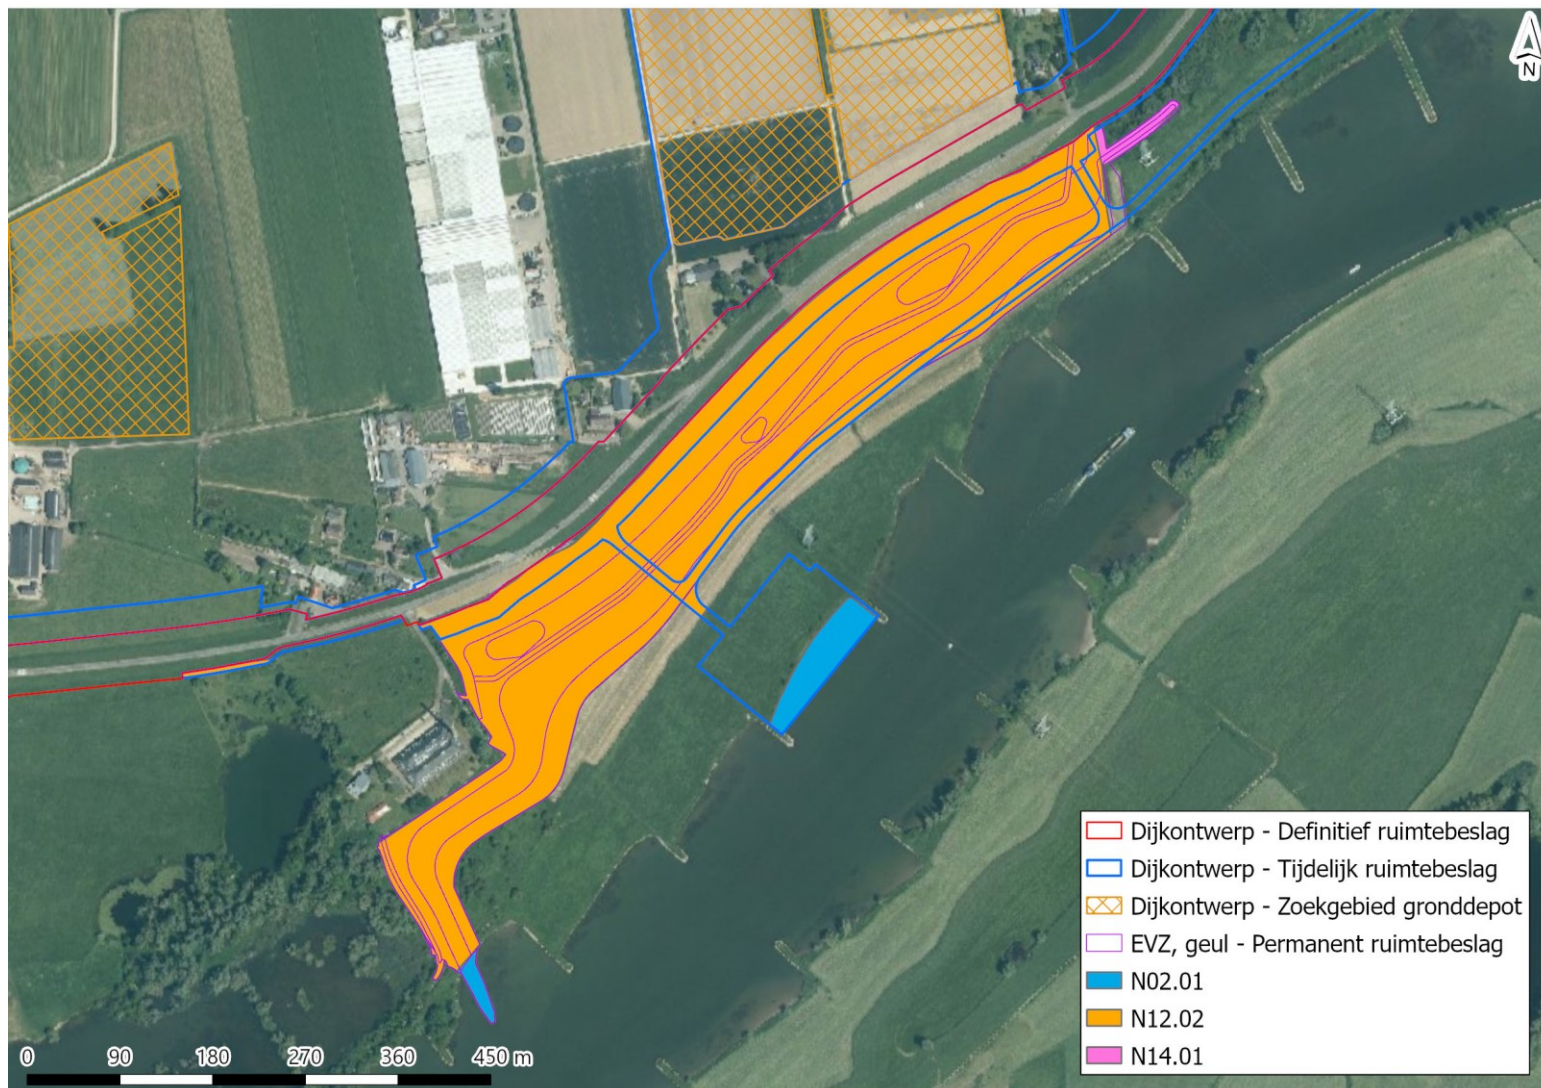 N
Dijkontwerp - Definitief ruimtebeslag
Dijkontwerp - Tijdelijk ruimtebeslag
Dijkontwerp - Zoekgebied gronddepot
EVZ, geul - Permanent ruimtebeslag
N02.01
N12.02
N14.01
0 90 180 270 360 450 m